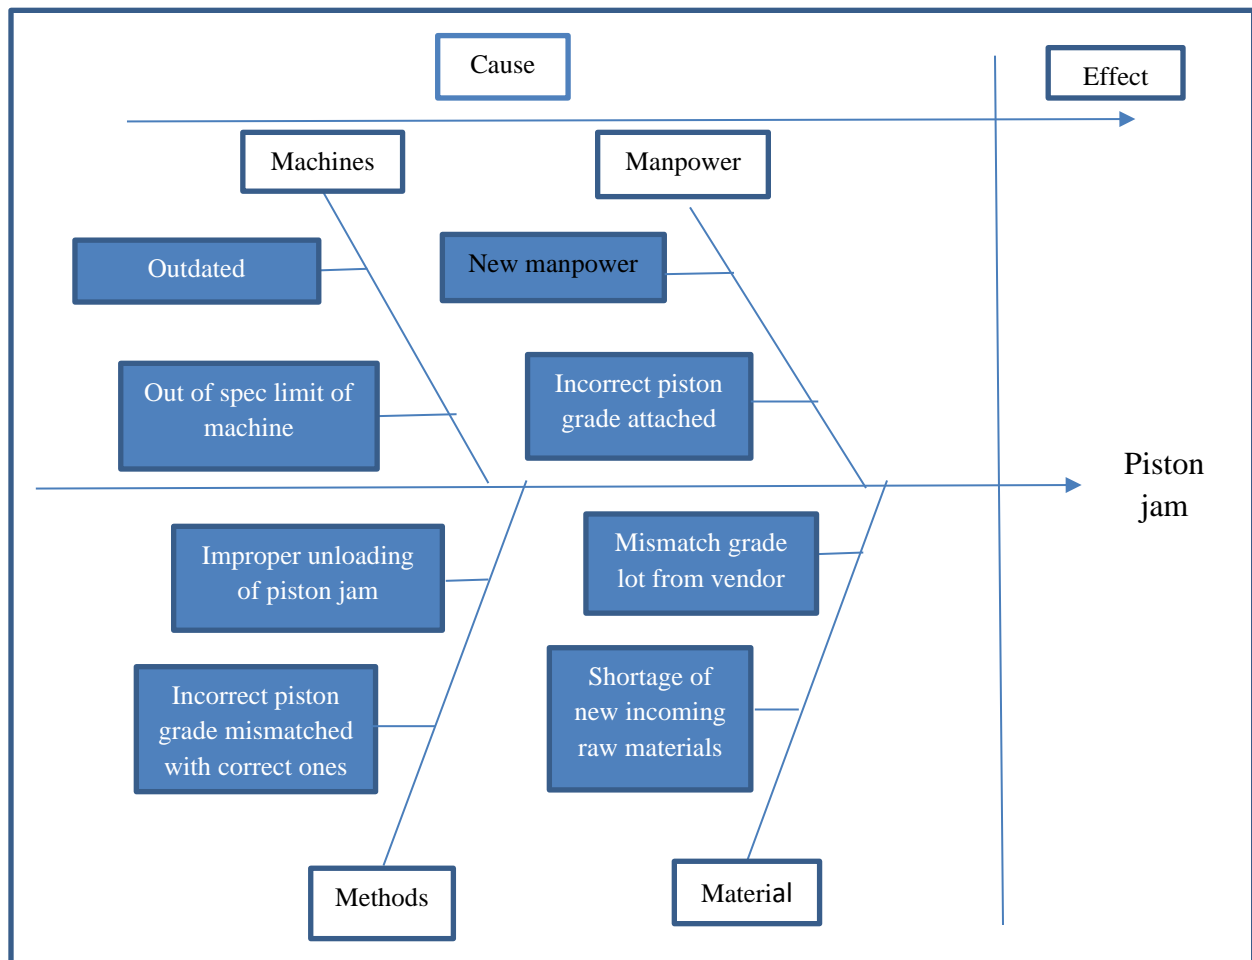 Cause
Effect
Machines
Manpower
Outdated
New manpower
Out of spec limit of
machine
Incorrect piston
grade attached
Piston
jam
Improper unloading
of piston jam
Mismatch grade
lot from vendor
Incorrect piston
grade mismatched
with correct ones
Shortage of
new incoming
raw materials
Methods
Material